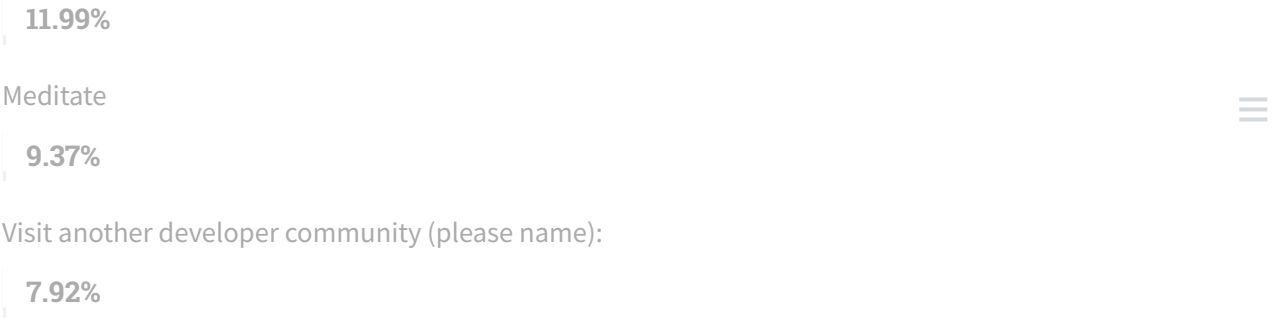 11.99%
Meditate
9.37%
Visit another developer community (please name):
7.92%